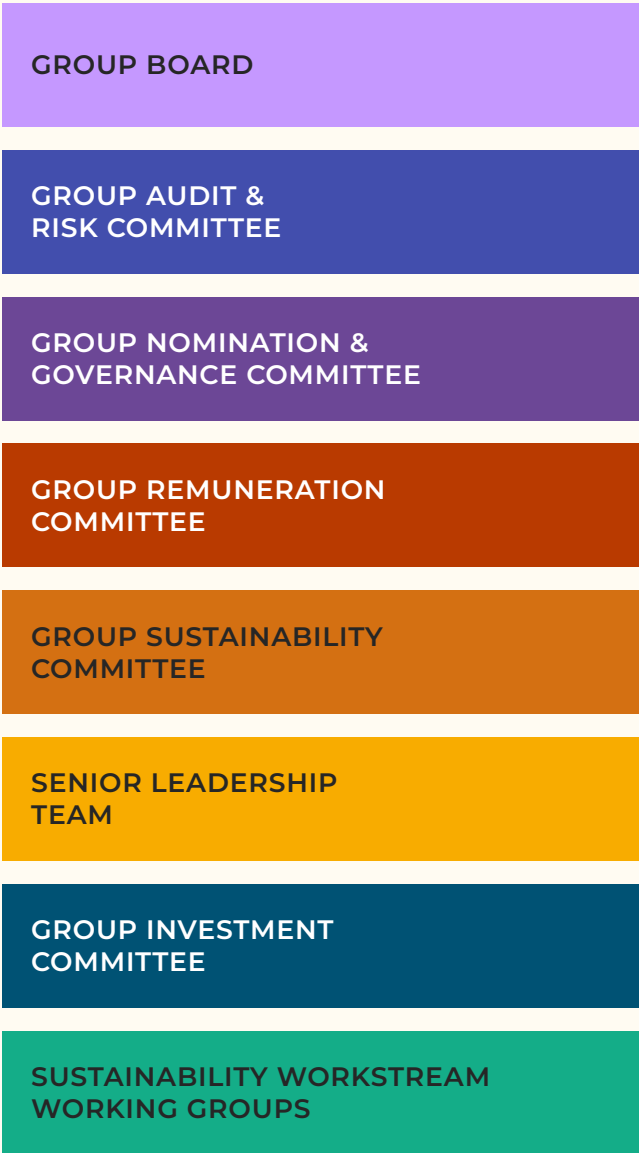 GROUP BOARD
GROUP AUDIT &
RISK COMMITTEE
GROUP NOMINATION &
GOVERNANCE COMMITTEE
GROUP REMUNERATION
COMMITTEE
GROUP SUSTAINABILITY
COMMITTEE
SENIOR LEADERSHIP
TEAM
GROUP INVESTMENT
COMMITTEE
SUSTAINABILITY WORKSTREAM
WORKING GROUPS